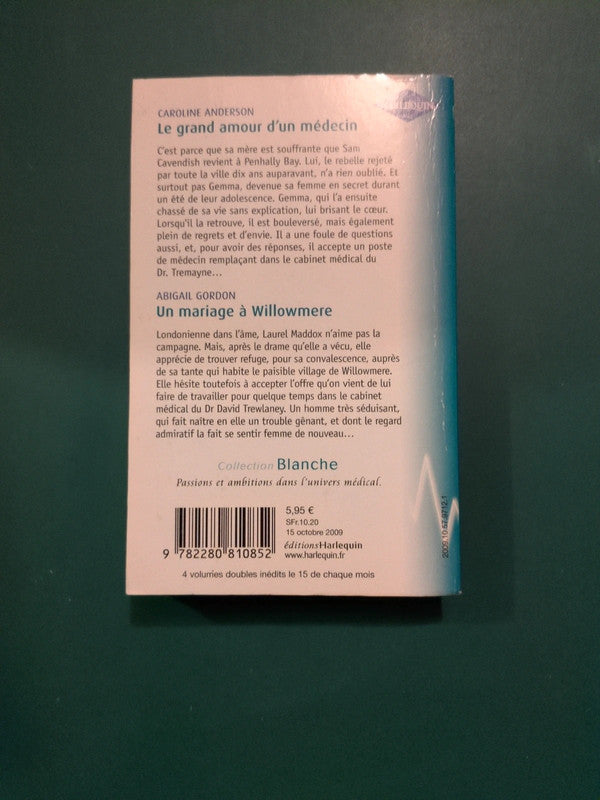 HARLEQUIN
CAROLINE ANDERSON
Le grand amour d'un médecin
C'est parce que sa mère est souffrante que Sam
Cavendish revient à Penhally Bay. Lui, le rebelle rejeté
par toute la ville dix ans auparavant, n'a rien oublié. Et
surtout pas Gemma, devenue sa femme en secret durant
un été de leur adolescence. Gemma, qui l'a ensuite
chassé de sa vie sans explication, lui brisant le cœur.
Lorsqu'il la retrouve, il est bouleversé, mais également
plein de regrets et d'envie. Il a une foule de questions
aussi, et, pour avoir des réponses, il accepte un poste
de médecin remplaçant dans le cabinet médical du
Dr. Tremayne...
ABIGAIL GORDON
Un mariage à Willowmere
Londonienne dans l'âme, Laurel Maddox n'aime pas la
campagne. Mais, après le drame qu'elle a vécu, elle
apprécie de trouver refuge, pour sa convalescence, auprès
de sa tante qui habite le paisible village de Willowmere.
Elle hésite toutefois à accepter l'offre qu'on vient de lui
faire de travailler pour quelque temps dans le cabinet
médical du Dr David Trewlaney. Un homme très séduisant,
qui fait naître en elle un trouble gênant, et dont le regard
admiratif la fait se sentir femme de nouveau...
Collection Blanche
Passions et ambitions dans l'univers médical.
5,95 €
SFr.10.20
15 octobre 2009
éditionsHarlequin
www.harlequin.fr
9 782280 810852
4 volumes doubles inédits le 15 de chaque mois
2009.10.57.9712.1